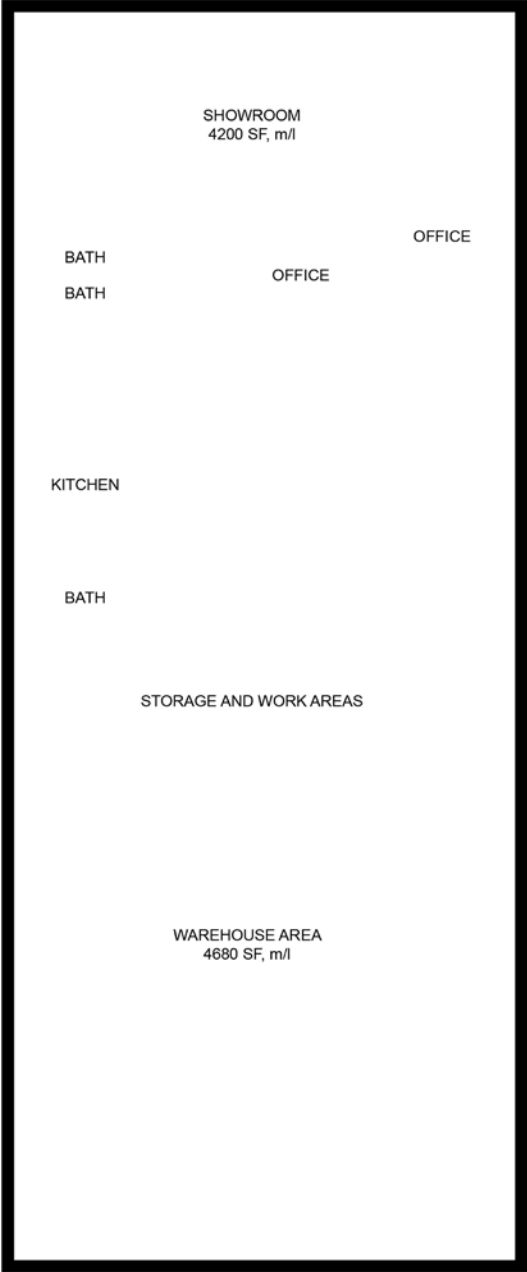 SHOWROOM
4200 SF, m/l
OFFICE
BATH
OFFICE
BATH
KITCHEN
BATH
STORAGE AND WORK AREAS
WAREHOUSE AREA
4680 SF, m/l